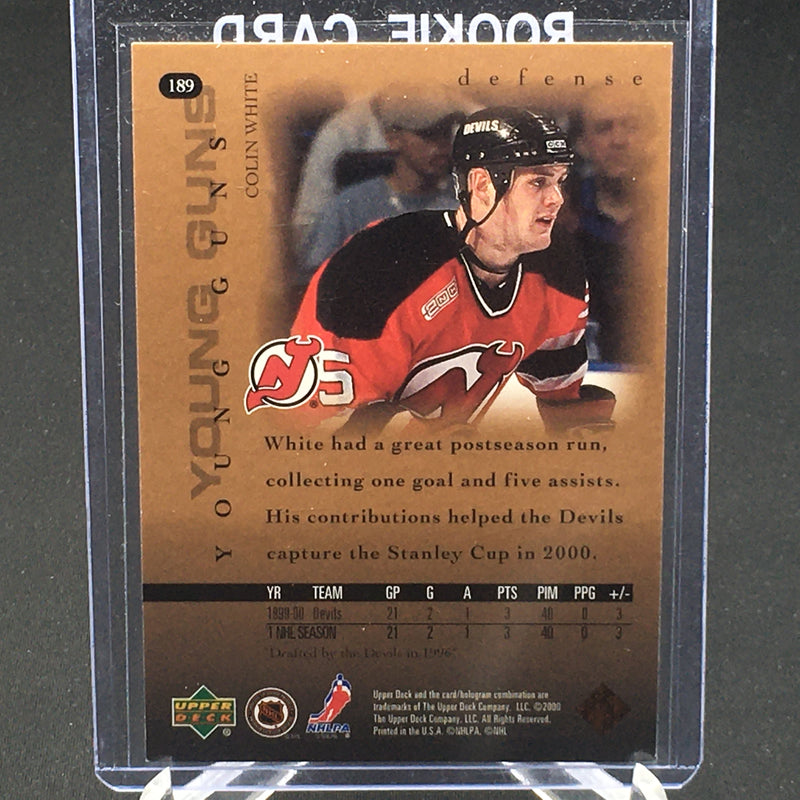 ROOKIE CARD
189
defense
COLIN WHITE
YOUNG GUNS
YOUNG GUNS
DEVILS
CCM
2000
NJ
5
White had a great postseason run,
collecting one goal and five assists.
His contributions helped the Devils
capture the Stanley Cup in 2000.
YR TEAM GP G A PTS PIM PPG +/-
1999-00 Devils 21 2 1 3 40 0 3
1 NHL SEASON 21 2 1 3 40 0 3
"Drafted by the Devils in 1996"
UPPER
DECK
NHL
NHLPA
Upper Deck and the card/hologram combination are
trademarks of The Upper Deck Company, LLC. ©2000
The Upper Deck Company, LLC. All Rights Reserved.
Printed in the U.S.A. ©NHLPA, ©NHL